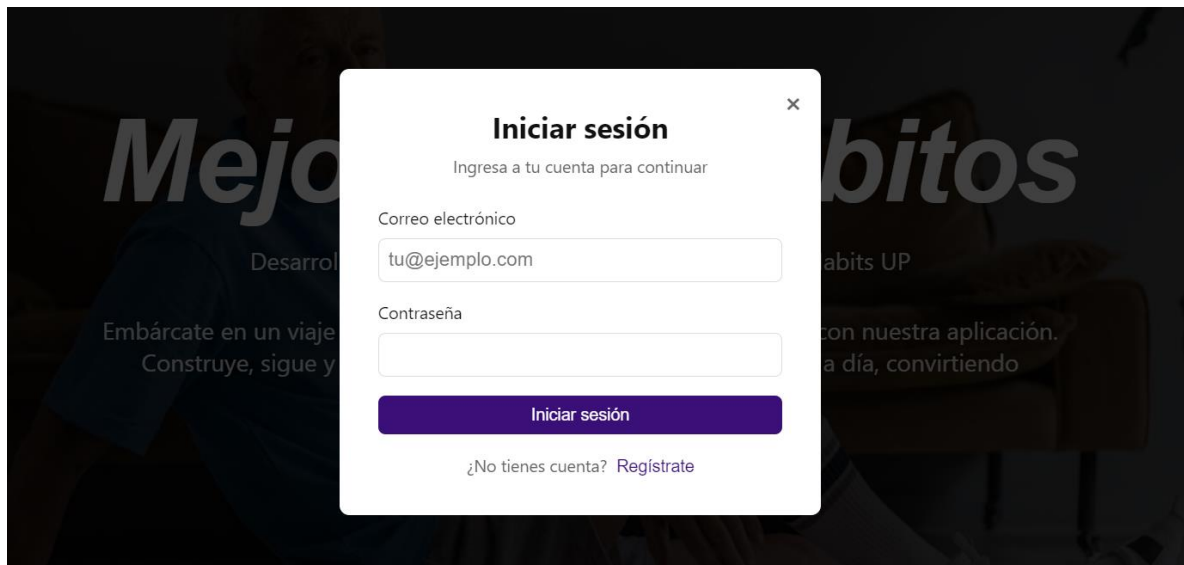 ×
Iniciar sesión
Ingresa a tu cuenta para continuar
Mejo bitos
Correo electrónico
tu@ejemplo.com
Desarrol abits UP
Contraseña
Embárcate en un viaje con nuestra aplicación.
Construye, sigue y a día, convirtiendo
Iniciar sesión
¿No tienes cuenta? Regístrate